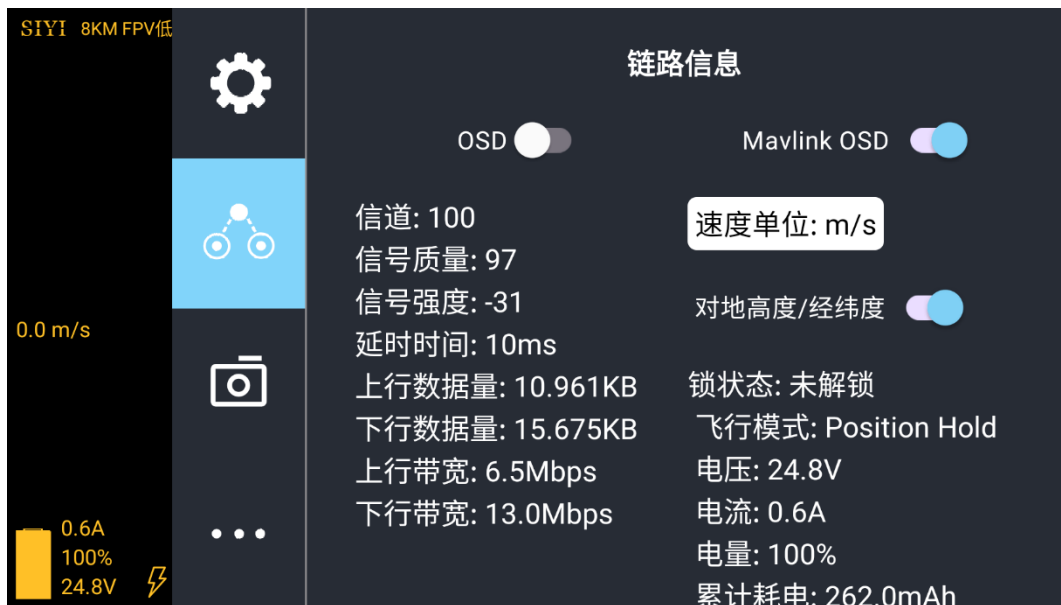 SIYI 8KM FPV低
0.0 m/s
0.6A
100%
24.8V
链路信息
OSD
Mavlink OSD
信道: 100
信号质量: 97
信号强度: -31
延时时间: 10ms
上行数据量: 10.961KB
下行数据量: 15.675KB
上行带宽: 6.5Mbps
下行带宽: 13.0Mbps
速度单位: m/s
对地高度/经纬度
锁状态: 未解锁
飞行模式: Position Hold
电压: 24.8V
电流: 0.6A
电量: 100%
累计耗电: 262.0mAh